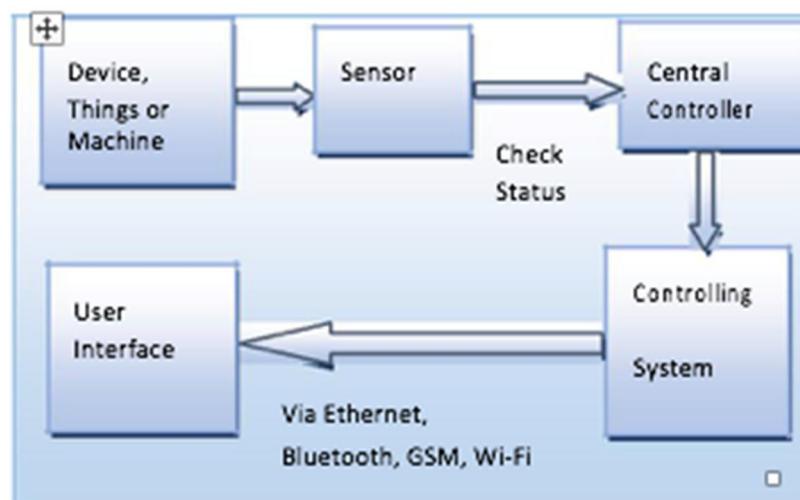 Device,
Things or
Machine
Sensor
Central
Controller
Check
Status
Controlling
System
User
Interface
Via Ethernet,
Bluetooth, GSM, Wi-Fi